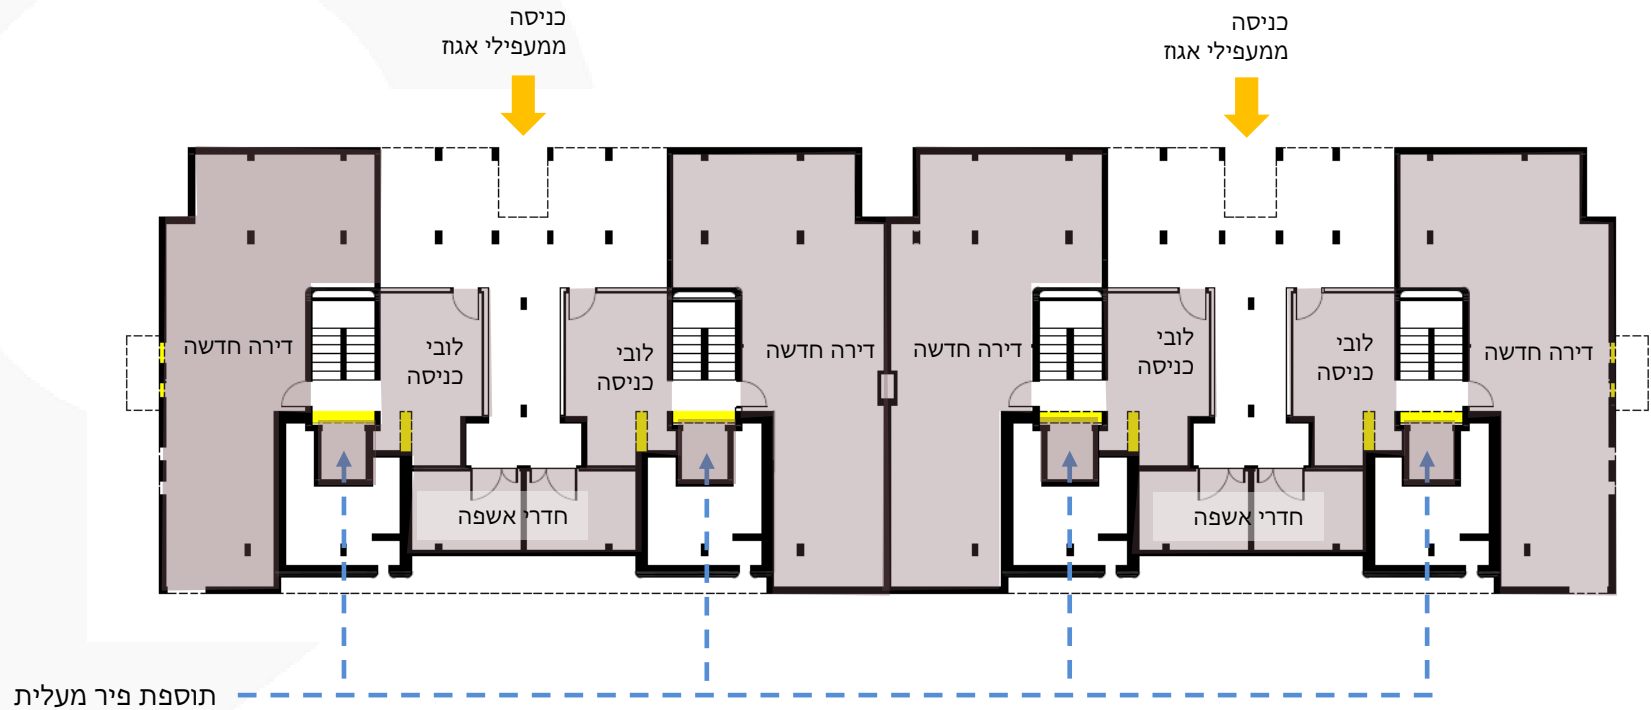 כניסה
ממעפילי אגוז
כניסה
ממעפילי אגוז
דירה חדשה
לובי
כניסה
לובי
כניסה
דירה חדשה
דירה חדשה
לובי
כניסה
לובי
כניסה
דירה חדשה
חדרי אשפה
חדרי אשפה
תוספת פיר מעלית